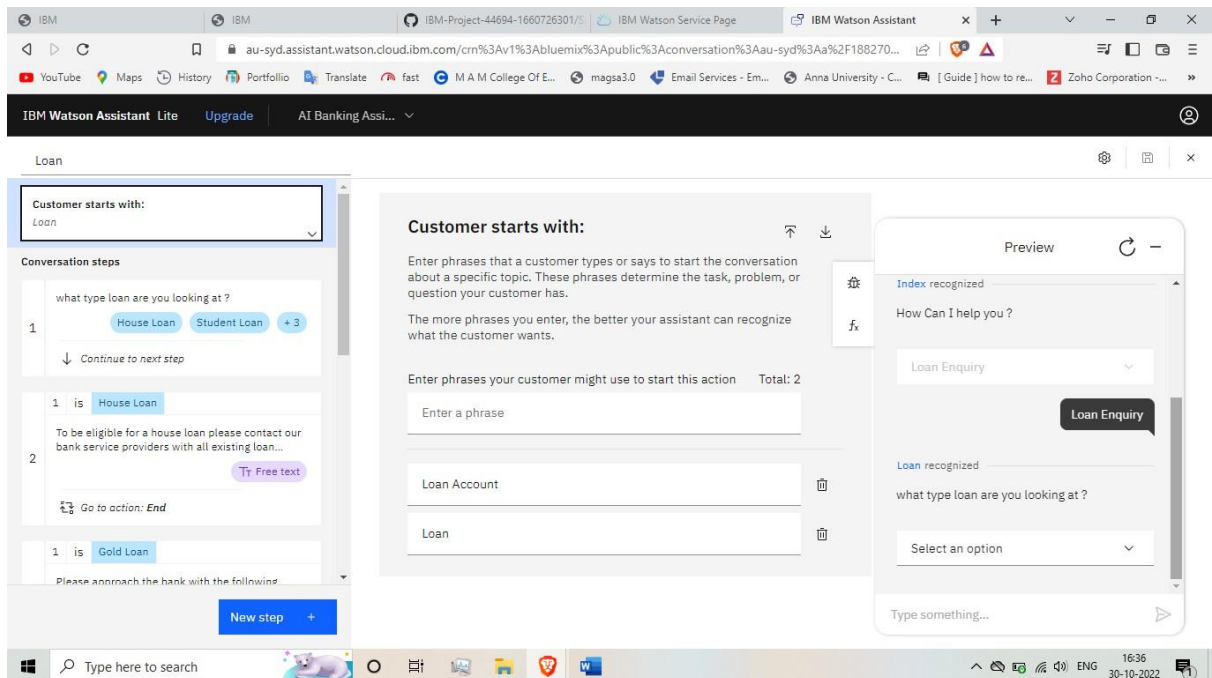 IBM
IBM
IBM-Project-44694-1660726301/S
IBM Watson Service Page
IBM Watson Assistant
au-syd.assistant.watson.cloud.ibm.com/crn%3Av1%3Abluemix%3Apublic%3Aconversation%3Aau-syd%3Aa%2F188270...
YouTube
Maps
History
Portfollio
Translate
fast
M A M College Of E...
magsa3.0
Email Services - Em...
Anna University - C...
[ Guide ] how to re...
Zoho Corporation -...
IBM Watson Assistant Lite
Upgrade
AI Banking Assi...
Loan
Customer starts with:
Loan
Conversation steps
1
what type loan are you looking at ?
House Loan
Student Loan
+ 3
Continue to next step
2
1 is House Loan
To be eligible for a house loan please contact our
bank service providers with all existing loan...
Free text
Go to action: End
1 is Gold Loan
Please approach the bank with the following
New step +
Customer starts with:
Enter phrases that a customer types or says to start the conversation
about a specific topic. These phrases determine the task, problem, or
question your customer has.
The more phrases you enter, the better your assistant can recognize
what the customer wants.
Enter phrases your customer might use to start this action Total: 2
Enter a phrase
Loan Account
Loan
Preview
Index recognized
How Can I help you ?
Loan Enquiry
Loan Enquiry
Loan recognized
what type loan are you looking at ?
Select an option
Type something...
Type here to search
ENG
16:36
30-10-2022